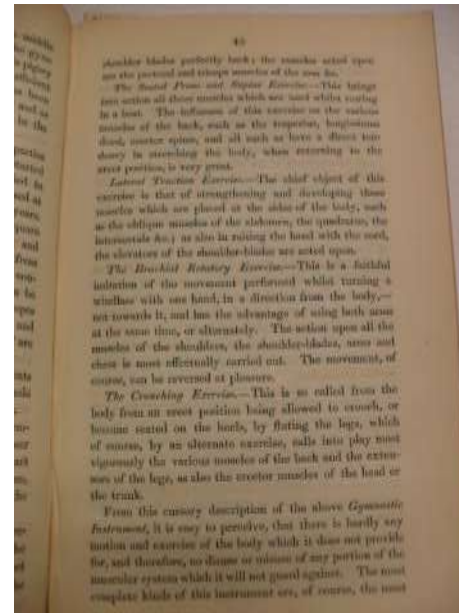 shoulder blades perfectly back; the muscles acted upon
are the pectoral and triceps muscles of the arm &c.
The Seated Prone and Supine Exercise.—This brings
into action all those muscles which are used whilst rowing
in a boat. The influence of this exercise on the various
muscles of the back, such as the trapezius, longissimus
dorsi, sacrae spine, and all such as have a direct
in stretching the body, when returning to the
erect position, is very great.
Lateral Traction Exercise.—The chief object of this
exercise is that of strengthening and developing those
muscles which are placed at the sides of the body, such
as the oblique muscles of the abdomen, the quadratus, the
intercostals &c.; as also in raising the hand with the cord,
the elevators of the shoulder-blades are acted upon.
The Brachial Rotatory Exercise.—This is a faithful
imitation of the movement performed whilst turning a
windlass with one hand, in a direction from the body,—
not towards it, and has the advantage of using both arms
at the same time, or alternately. The action upon all the
muscles of the shoulders, the shoulder-blades, arms and
chest is most effectually carried out. The movement, of
course, can be reversed at pleasure.
The Crouching Exercise.—This is so called from the
body from an erect position being allowed to crouch, or
become seated on the heels, by the legs, which
of course, by an alternate exercise, calls into play most
vigorously the various muscles of the back and the exten-
sors of the legs, as also the erector muscles of the head or
the trunk.
From this cursory description of the above Gymnastic
Instrument, it is easy to perceive, that there is hardly any
motion and exercise of the body which it does not provide
for, and therefore, no disuse or misuse of any portion of the
muscular system which it will not guard against. The most
complete kinds of this instrument are, of course, the most